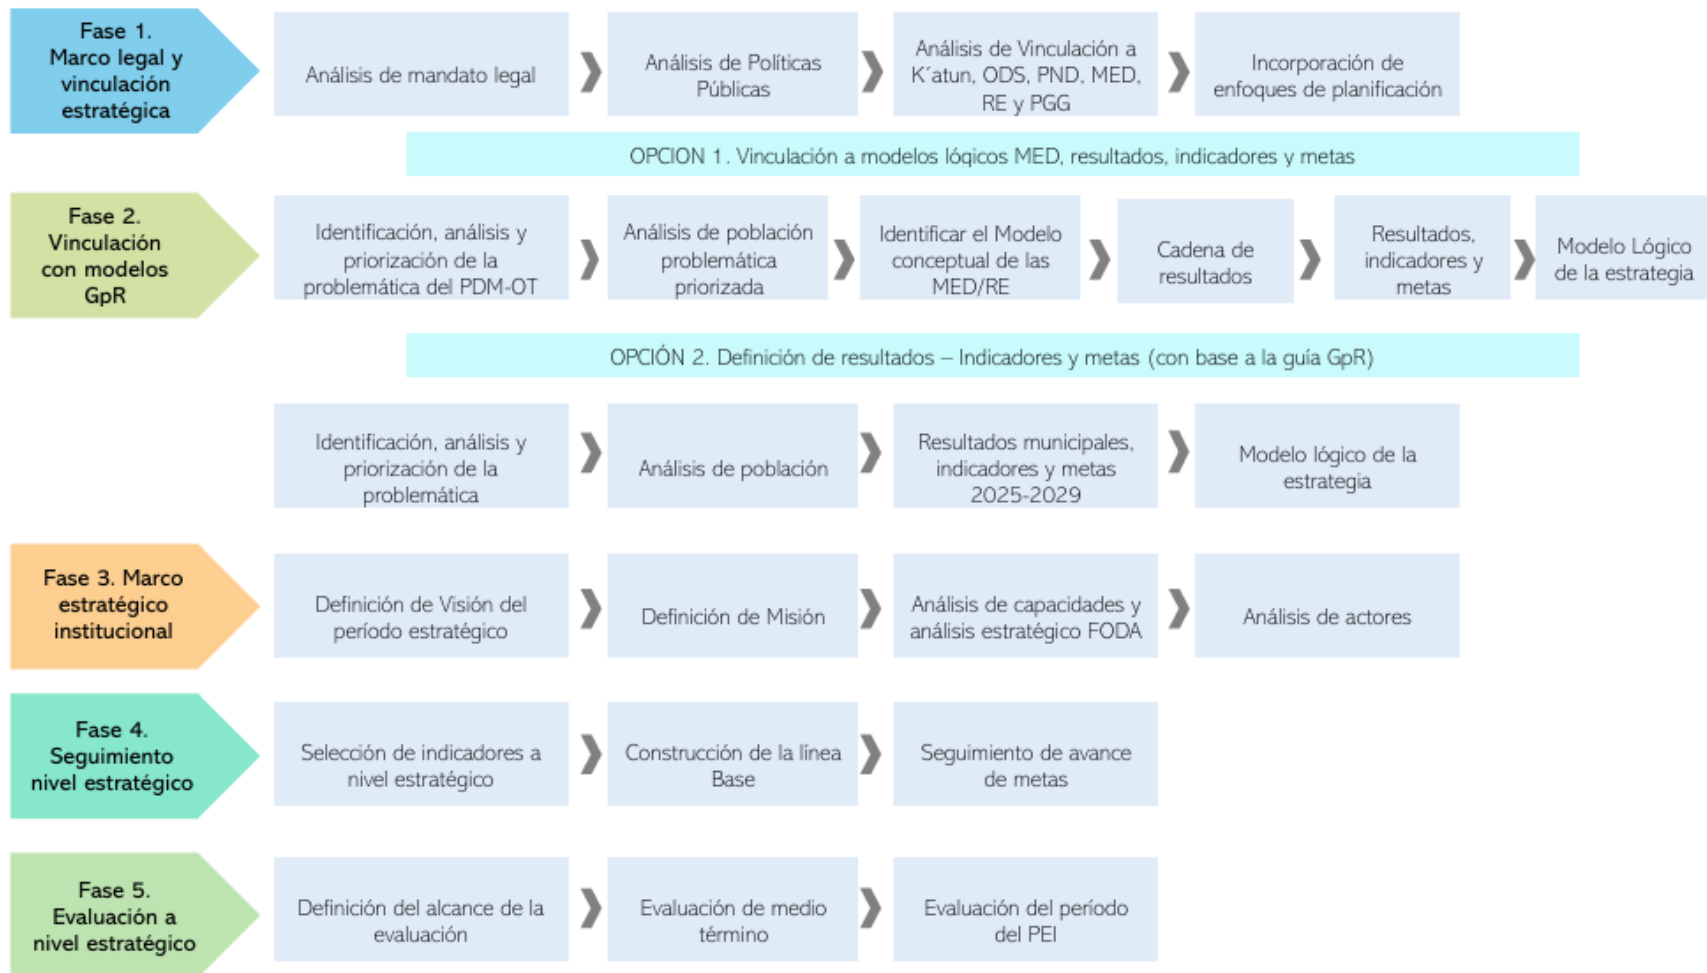 Fase 1.
Marco legal y
vinculación
estratégica
Análisis de mandato legal
Análisis de Políticas
Públicas
Análisis de Vinculación a
K´atun, ODS, PND, MED,
RE y PGG
Incorporación de
enfoques de planificación
OPCION 1. Vinculación a modelos lógicos MED, resultados, indicadores y metas
Fase 2.
Vinculación
con modelos
GpR
Identificación, análisis y
priorización de la
problemática del PDM-OT
Análisis de población
problemática
priorizada
Identificar el Modelo
conceptual de las
MED/RE
Cadena de
resultados
Resultados,
indicadores y
metas
Modelo Lógico
de la estrategia
OPCIÓN 2. Definición de resultados – Indicadores y metas (con base a la guía GpR)
Identificación, análisis y
priorización de la
problemática
Análisis de población
Resultados municipales,
indicadores y metas
2025-2029
Modelo lógico de la
estrategia
Fase 3. Marco
estratégico
institucional
Definición de Visión del
período estratégico
Definición de Misión
Análisis de capacidades y
análisis estratégico FODA
Análisis de actores
Fase 4.
Seguimiento
nivel estratégico
Selección de indicadores a
nivel estratégico
Construcción de la línea
Base
Seguimiento de avance
de metas
Fase 5.
Evaluación a
nivel estratégico
Definición del alcance de la
evaluación
Evaluación de medio
término
Evaluación del período
del PEI